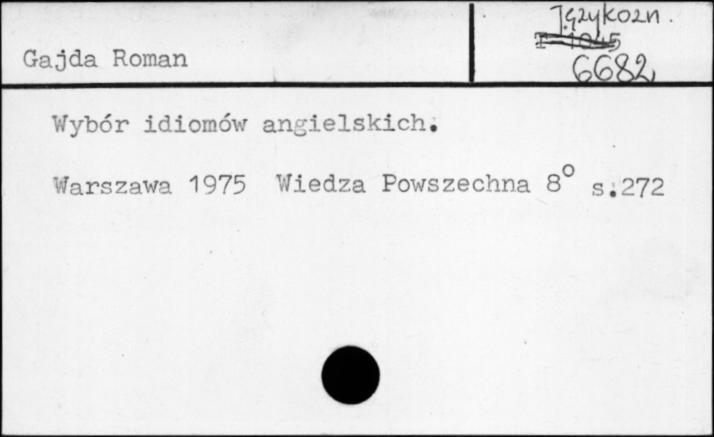 Językozn.
Gajda Roman
6682
Wybór idiomów angielskich.
Warszawa 1975 Wiedza Powszechna 8° s.272